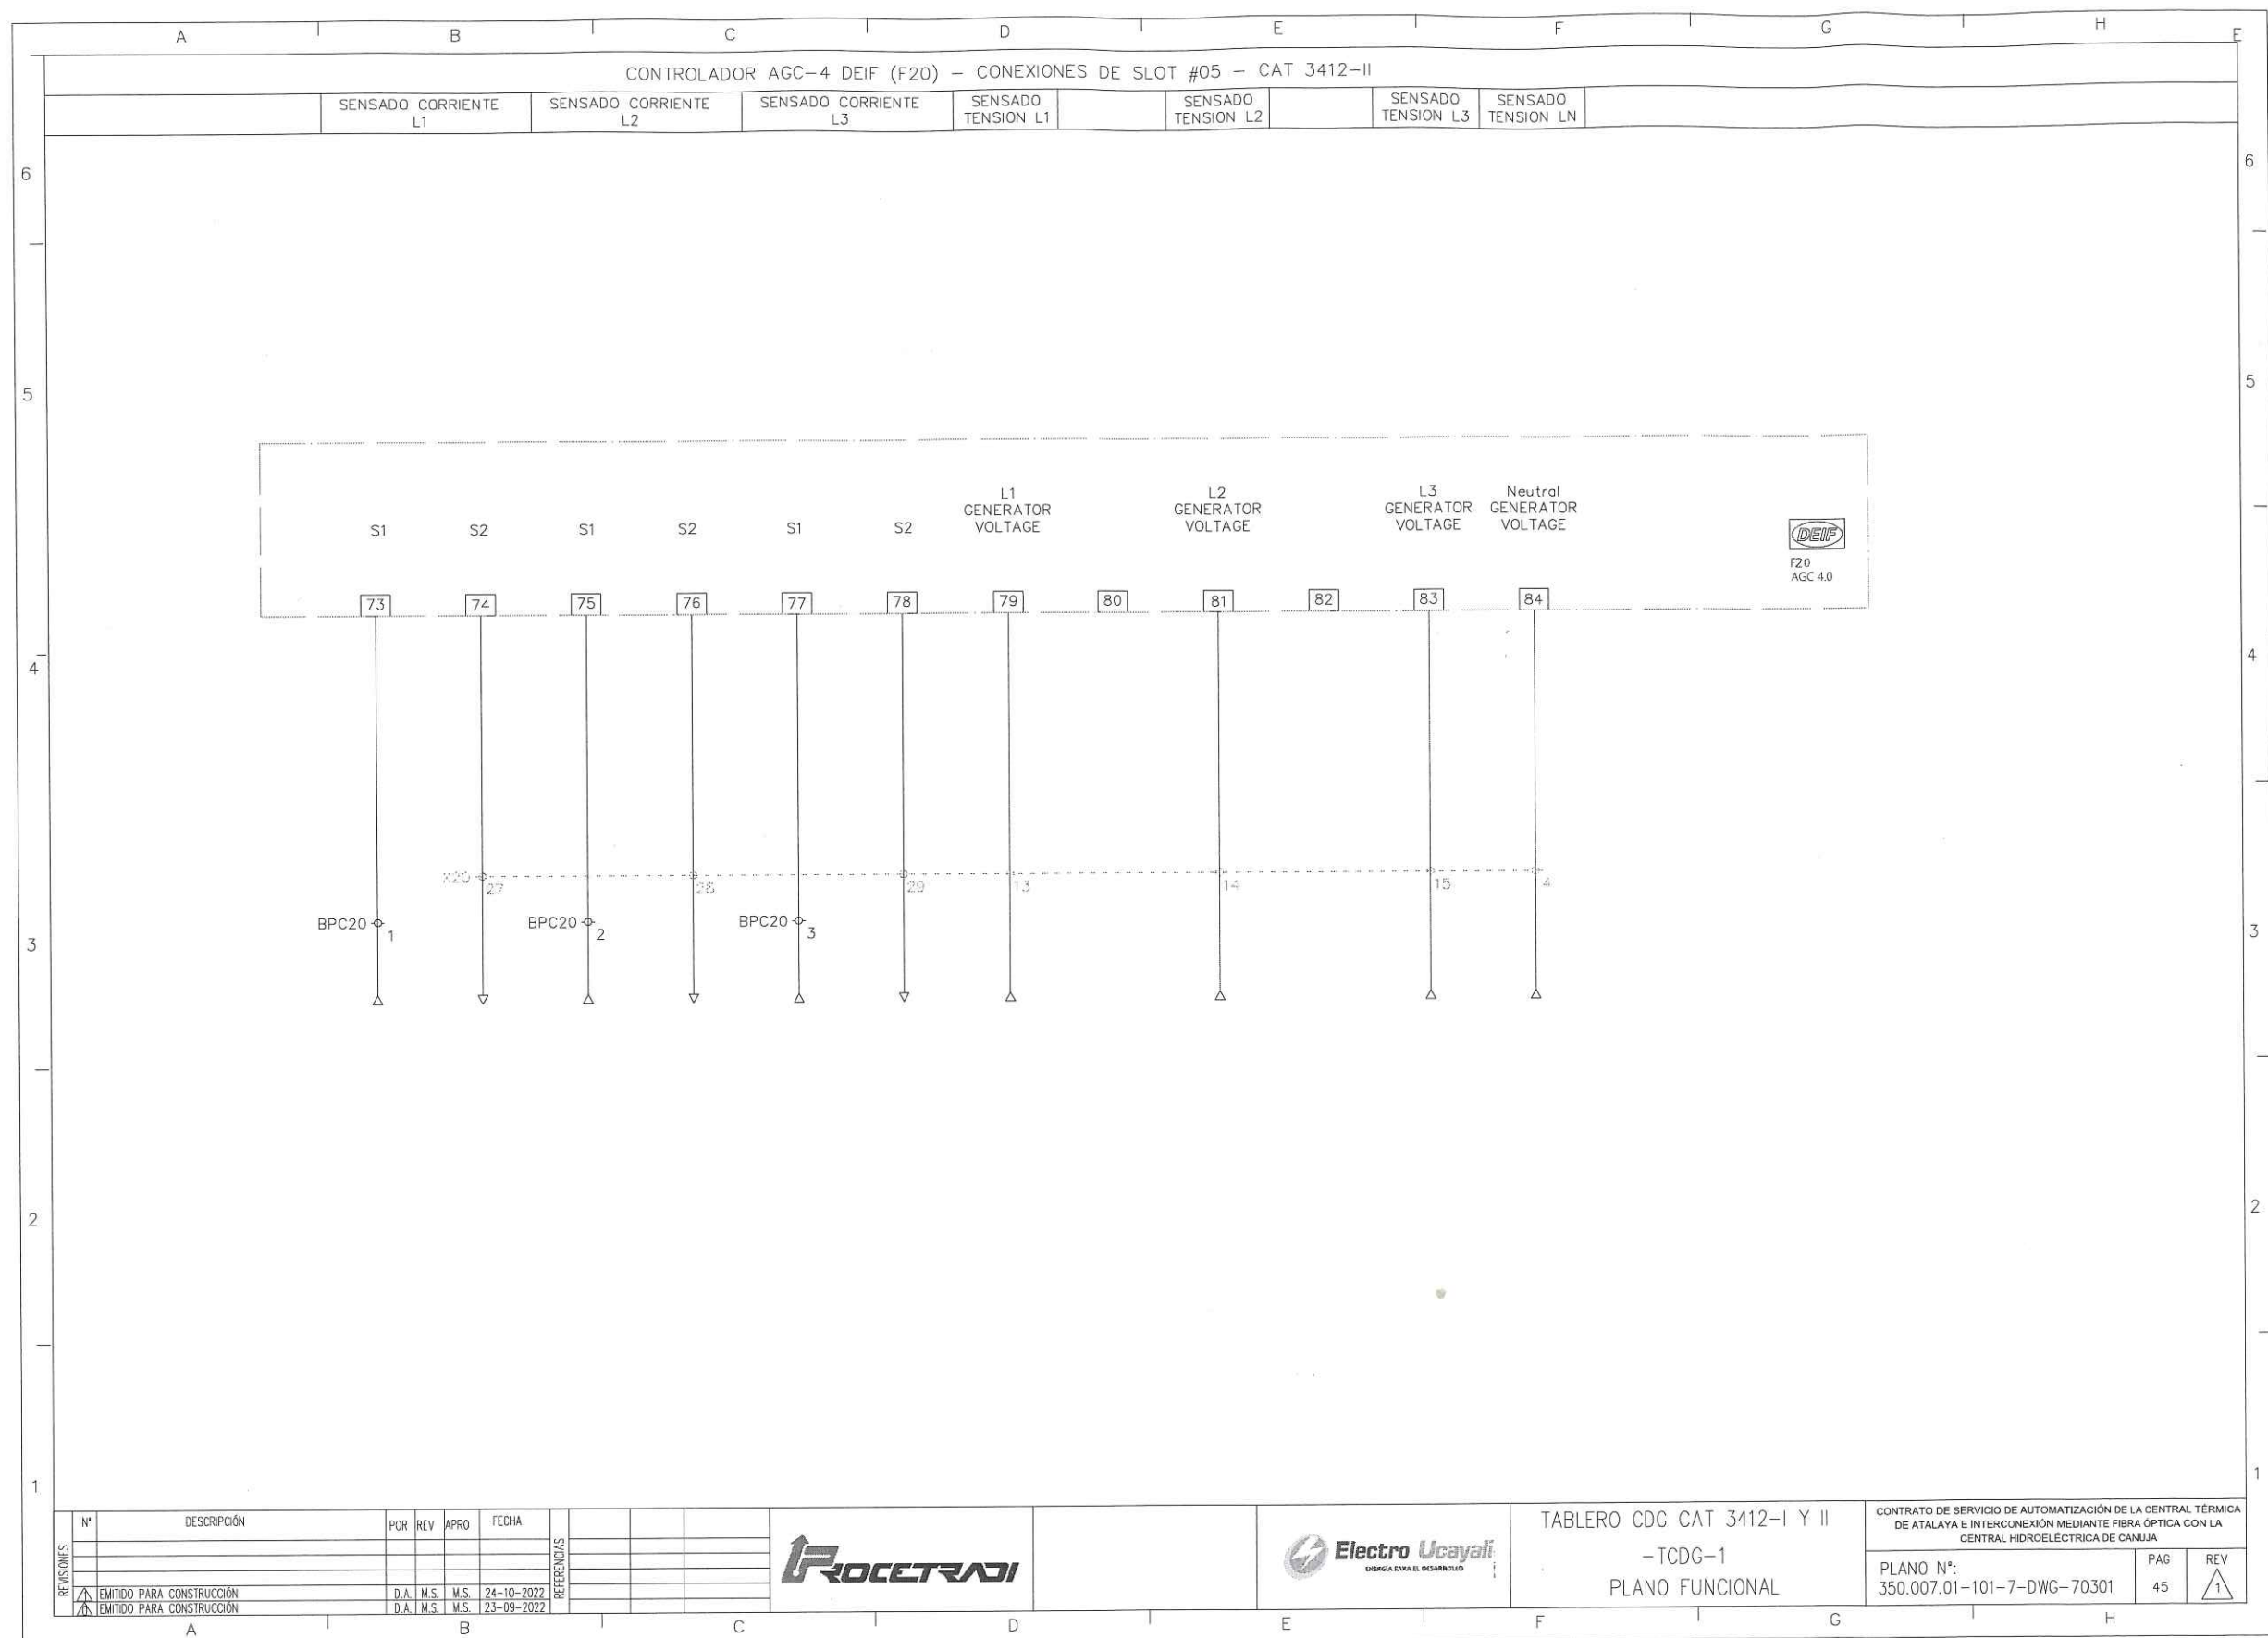 A B C D E F G H
CONTROLADOR AGC-4 DEIF (F20) - CONEXIONES DE SLOT #05 - CAT 3412-II
SENSADO CORRIENTE L1
SENSADO CORRIENTE L2
SENSADO CORRIENTE L3
SENSADO TENSION L1
SENSADO TENSION L2
SENSADO TENSION L3
SENSADO TENSION LN
6 6
5 5
L1 GENERATOR VOLTAGE
L2 GENERATOR VOLTAGE
L3 GENERATOR VOLTAGE
Neutral GENERATOR VOLTAGE
S1 S2 S1 S2 S1 S2
DEIF
F20
AGC 4.0
73 74 75 76 77 78 79 80 81 82 83 84
4 4
X20 27 28 29 13 14 15 4
BPC20 1 BPC20 2 BPC20 3
3 3
2 2
1 1
REVISIONES
N° DESCRIPCIÓN POR REV APRO FECHA
1 EMITIDO PARA CONSTRUCCIÓN D.A. M.S. M.S. 24-10-2022
EMITIDO PARA CONSTRUCCIÓN D.A. M.S. M.S. 23-09-2022
REFERENCIAS
PROCETRADI
Electro Ucayali
ENERGÍA PARA EL DESARROLLO
TABLERO CDG CAT 3412-I Y II
-TCDG-1
PLANO FUNCIONAL
CONTRATO DE SERVICIO DE AUTOMATIZACIÓN DE LA CENTRAL TÉRMICA
DE ATALAYA E INTERCONEXIÓN MEDIANTE FIBRA ÓPTICA CON LA
CENTRAL HIDROELÉCTRICA DE CANUJA
PLANO N°:
350.007.01-101-7-DWG-70301
PAG
45
REV
1
A B C D E F G H